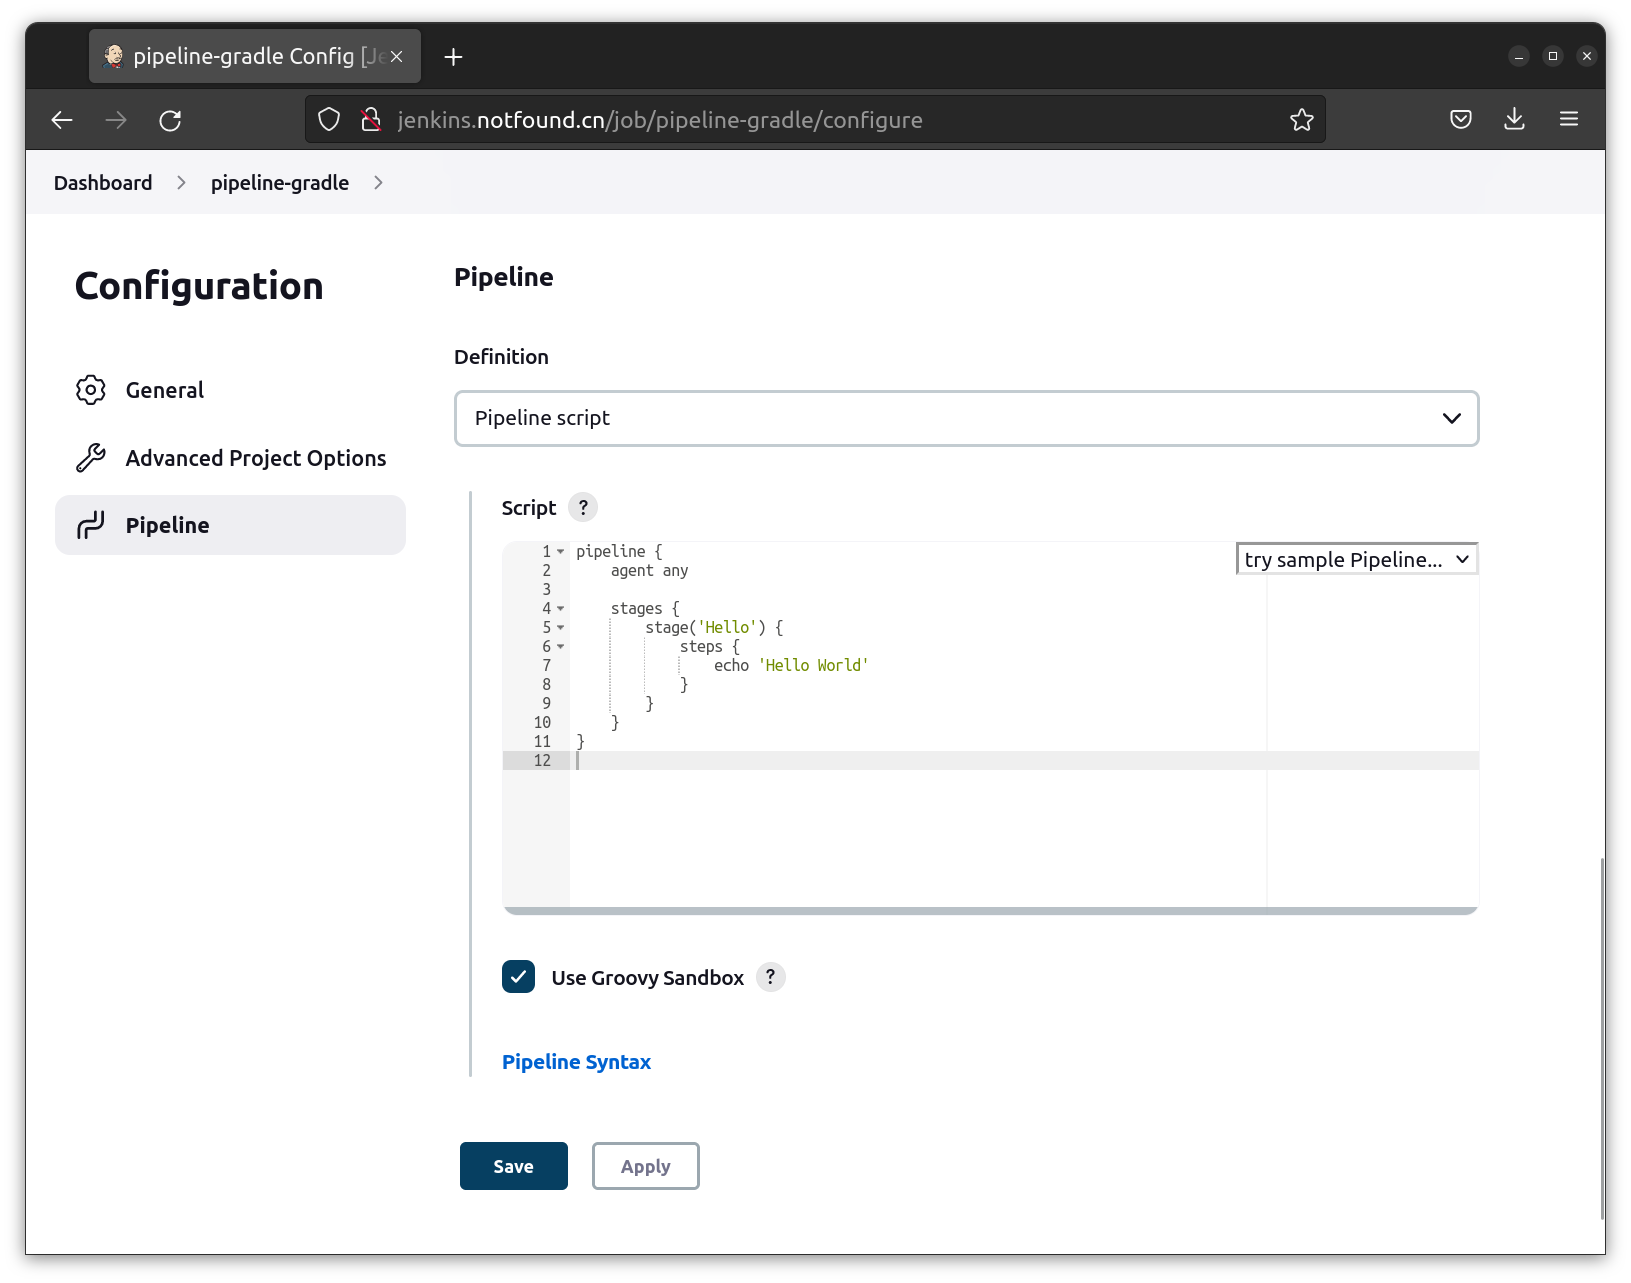 pipeline-gradle Config [Je
jenkins.notfound.cn/job/pipeline-gradle/configure
Dashboard > pipeline-gradle >
Configuration
General
Advanced Project Options
Pipeline
Pipeline
Definition
Pipeline script
Script ?
try sample Pipeline...
1 pipeline {
2     agent any
3
4     stages {
5         stage('Hello') {
6             steps {
7                 echo 'Hello World'
8             }
9         }
10     }
11 }
12
Use Groovy Sandbox ?
Pipeline Syntax
Save Apply